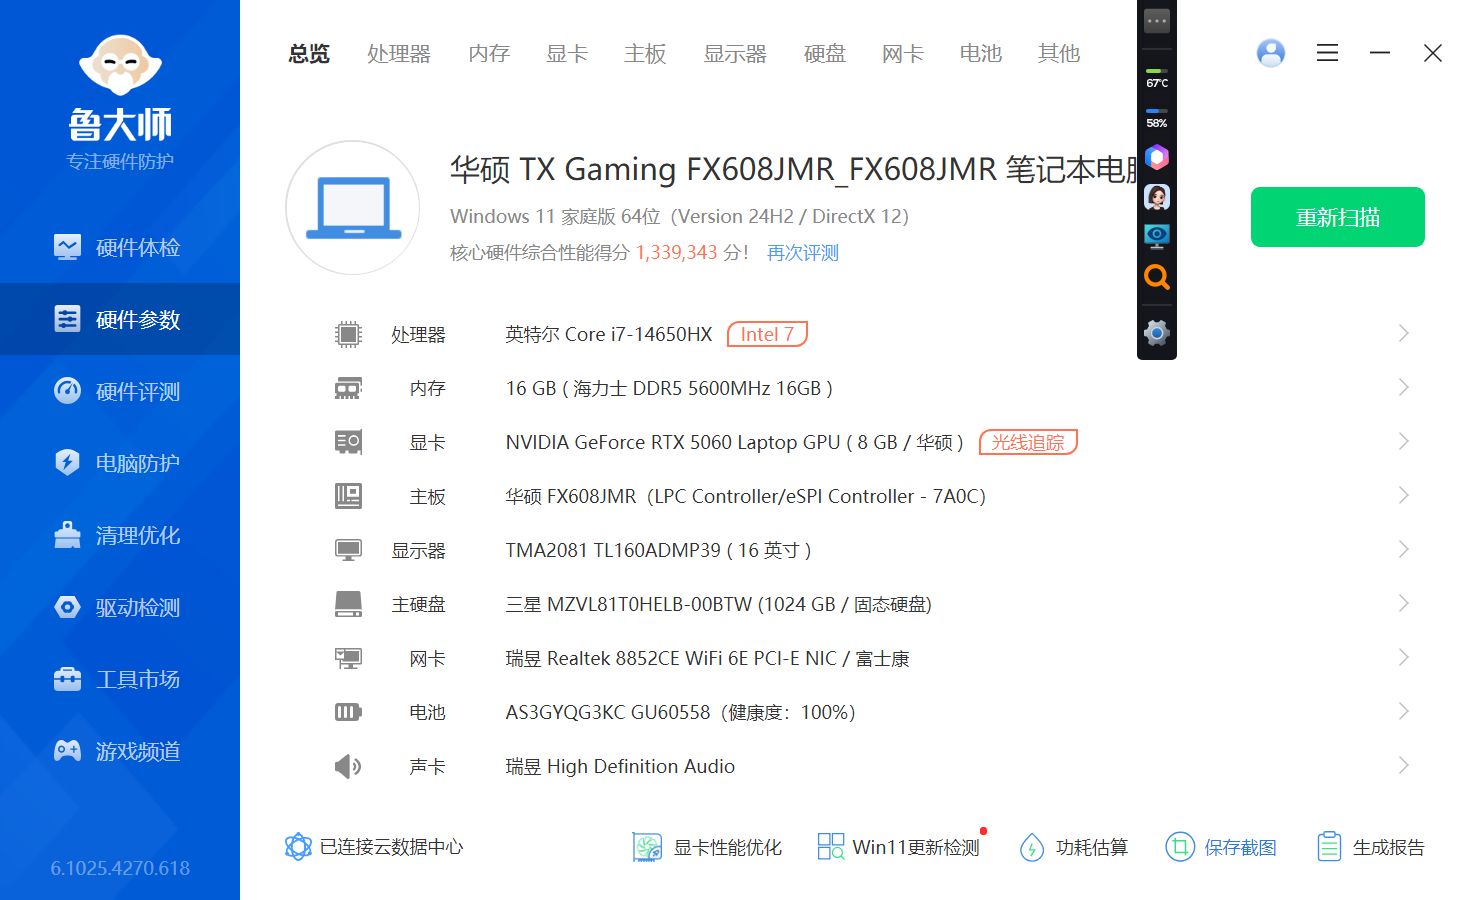 总览 处理器 内存 显卡 主板 显示器 硬盘 网卡 电池 其他
鲁大师
专注硬件防护
硬件体检
硬件参数
硬件评测
电脑防护
清理优化
驱动检测
工具市场
游戏频道
6.1025.4270.618
67℃
58%
华硕 TX Gaming FX608JMR_FX608JMR 笔记本电脑
Windows 11 家庭版 64位（Version 24H2 / DirectX 12）
核心硬件综合性能得分 1,339,343 分！ 再次评测
重新扫描
处理器 英特尔 Core i7-14650HX Intel 7
内存 16 GB ( 海力士 DDR5 5600MHz 16GB )
显卡 NVIDIA GeForce RTX 5060 Laptop GPU ( 8 GB / 华硕 ) 光线追踪
主板 华硕 FX608JMR（LPC Controller/eSPI Controller - 7A0C）
显示器 TMA2081 TL160ADMP39 ( 16 英寸 )
主硬盘 三星 MZVL81T0HELB-00BTW (1024 GB / 固态硬盘)
网卡 瑞昱 Realtek 8852CE WiFi 6E PCI-E NIC / 富士康
电池 AS3GYQG3KC GU60558（健康度：100%）
声卡 瑞昱 High Definition Audio
已连接云数据中心 显卡性能优化 Win11更新检测 功耗估算 保存截图 生成报告